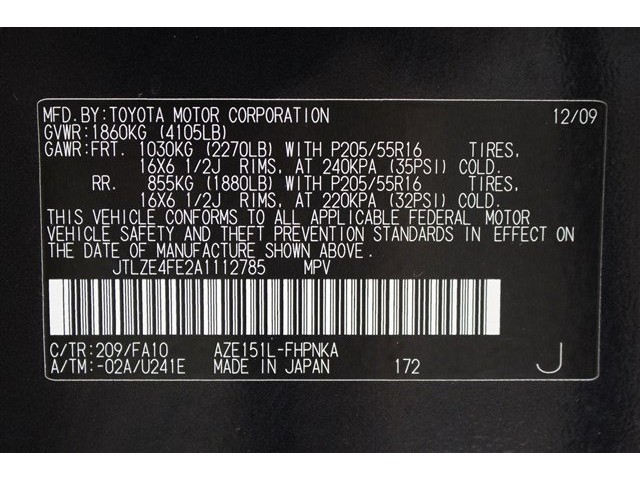 MFD.BY:TOYOTA MOTOR CORPORATION 12/09
GVWR:1860KG (4105LB)
GAWR:FRT. 1030KG (2270LB) WITH P205/55R16 TIRES,
16X6 1/2J RIMS, AT 240KPA (35PSI) COLD.
RR. 855KG (1880LB) WITH P205/55R16 TIRES,
16X6 1/2J RIMS, AT 220KPA (32PSI) COLD.
THIS VEHICLE CONFORMS TO ALL APPLICABLE FEDERAL MOTOR
VEHICLE SAFETY AND THEFT PREVENTION STANDARDS IN EFFECT ON
THE DATE OF MANUFACTURE SHOWN ABOVE.
JTLZE4FE2A1112785 MPV
C/TR:209/FA10 AZE151L-FHPNKA
A/TM:-02A/U241E MADE IN JAPAN 172 J